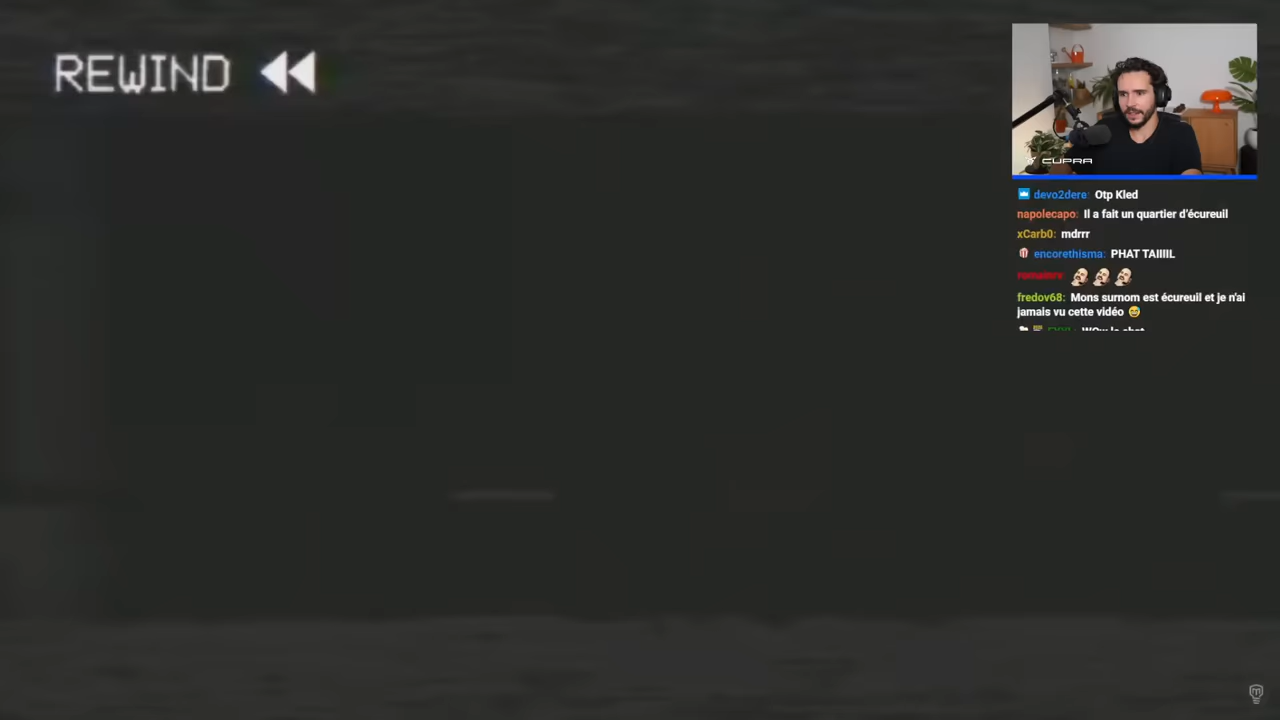 REWIND
CUPRA
devo2dere: Otp Kled
napolecapo: Il a fait un quartier d'écureuil
xCarb0: mdrrr
encorethisma: PHAT TAIIIIL
fredov68: Mons surnom est écureuil et je n'ai
jamais vu cette vidéo